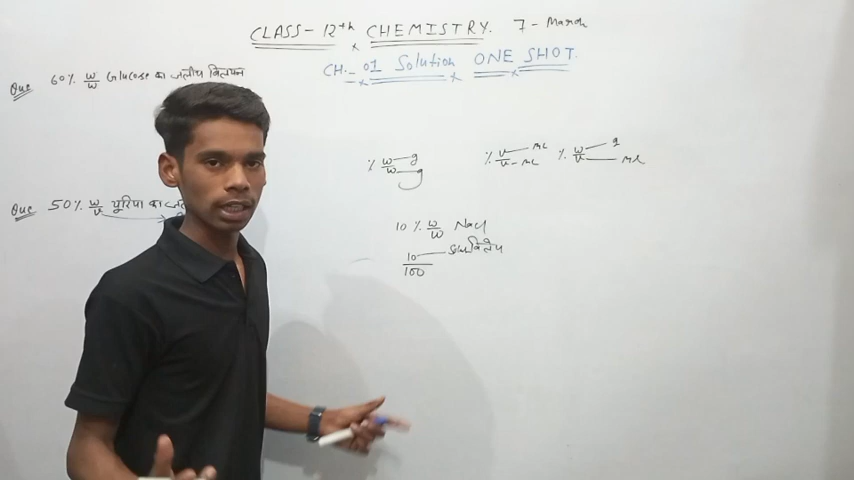 CLASS - 12th CHEMISTRY. 7 - March
CH. - 01 Solution ONE SHOT.
Que 60% w/w Glucose का जलीय विलयन
% w/w g g
% v/v mL mL
% w/v g mL
Que 50% w/v यूरिया का
10 % w/w NaCl
10/100